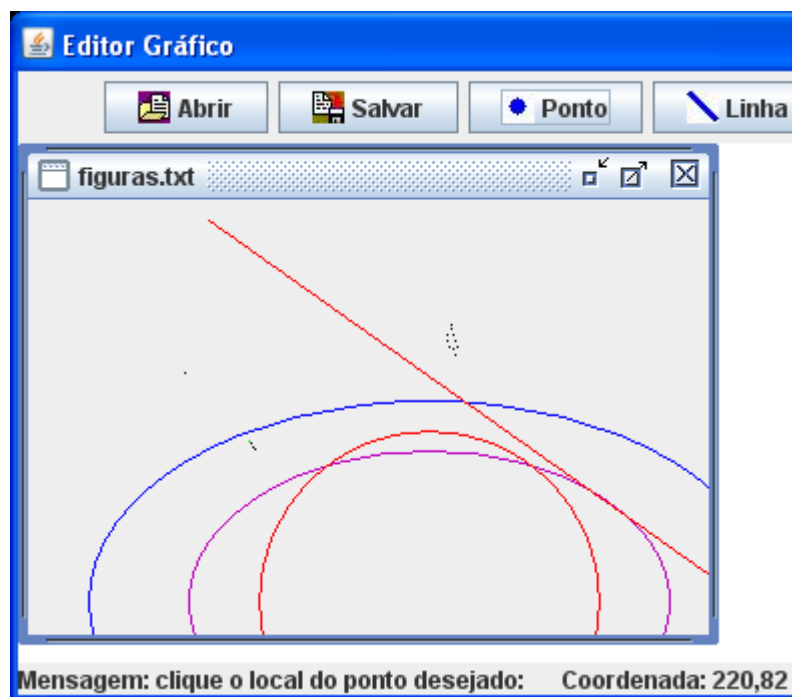 Editor Gráfico
Abrir Salvar Ponto Linha
figuras.txt
Mensagem: clique o local do ponto desejado: Coordenada: 220,82